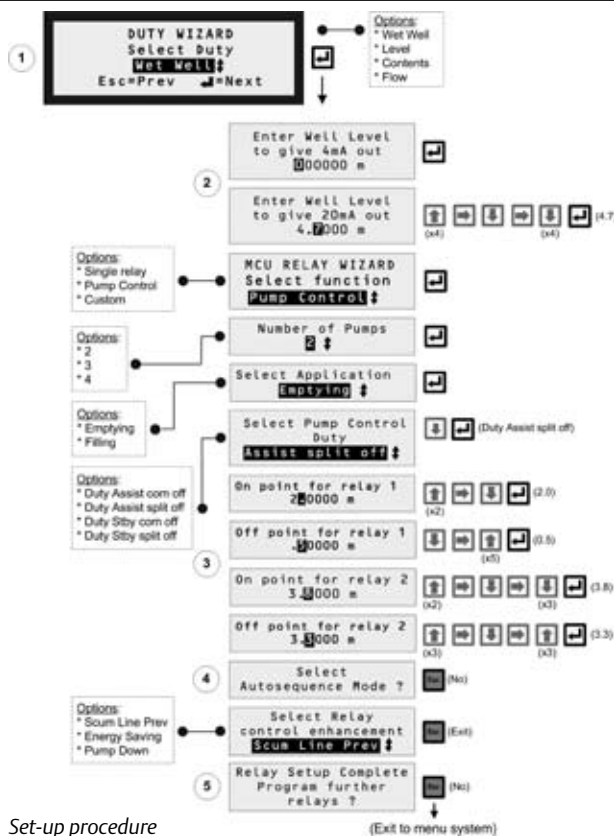 1
DUTY WIZARD
Select Duty
Wet Well
Esc=Prev ↵=Next
Options:
* Wet Well
* Level
* Contents
* Flow
2
Enter Well Level
to give 4mA out
000000 m
Enter Well Level
to give 20mA out
4.7000 m
(x4)
(x4)
(4.7
Options:
* Single relay
* Pump Control
* Custom
MCU RELAY WIZARD
Select function
Pump Control
Options:
* 2
* 3
* 4
Number of Pumps
2
Options:
* Emptying
* Filling
Select Application
Emptying
Options:
* Duty Assist com off
* Duty Assist split off
* Duty Stby com off
* Duty Stby split off
Select Pump Control
Duty
Assist split off
(Duty Assist split off)
3
On point for relay 1
2.0000 m
(x2)
(2.0)
Off point for relay 1
.50000 m
(x5)
(0.5)
On point for relay 2
3.8000 m
(x2)
(x3)
(3.8)
Off point for relay 2
3.3000 m
(x3)
(x3)
(3.3)
4
Select
Autosequence Mode ?
Esc
(No)
Options:
* Scum Line Prev
* Energy Saving
* Pump Down
Select Relay
control enhancement
Scum Line Prev
Esc
(Exit)
5
Relay Setup Complete
Program further
relays ?
Esc
(No)
Set-up procedure
(Exit to menu system)